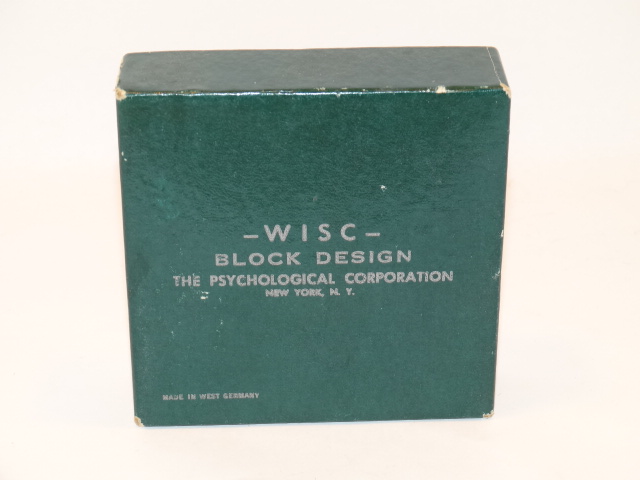 -WISC-
BLOCK DESIGN
THE PSYCHOLOGICAL CORPORATION
NEW YORK, N. Y.
MADE IN WEST GERMANY